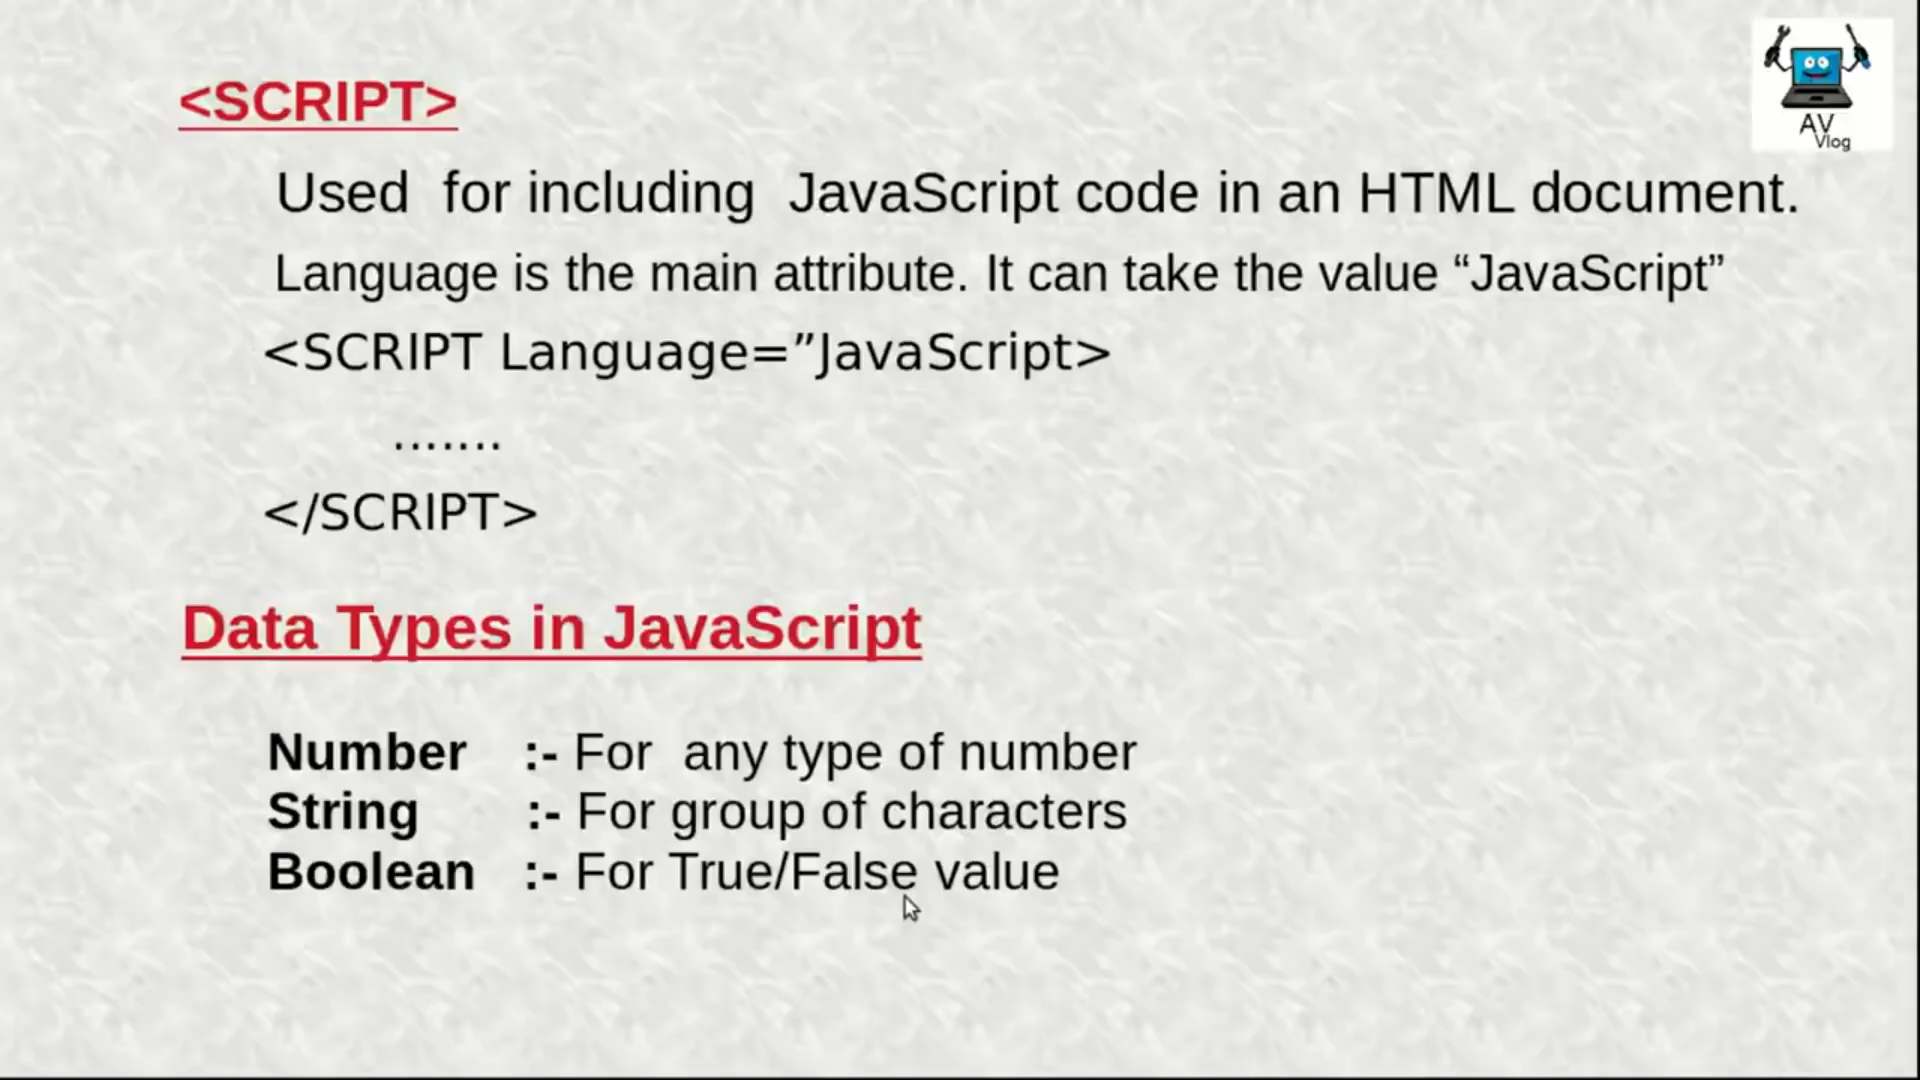 <SCRIPT>
AV
Vlog
Used for including JavaScript code in an HTML document.
Language is the main attribute. It can take the value “JavaScript”
<SCRIPT Language=”JavaScript>
.......
</SCRIPT>
Data Types in JavaScript
Number :- For any type of number
String :- For group of characters
Boolean :- For True/False value